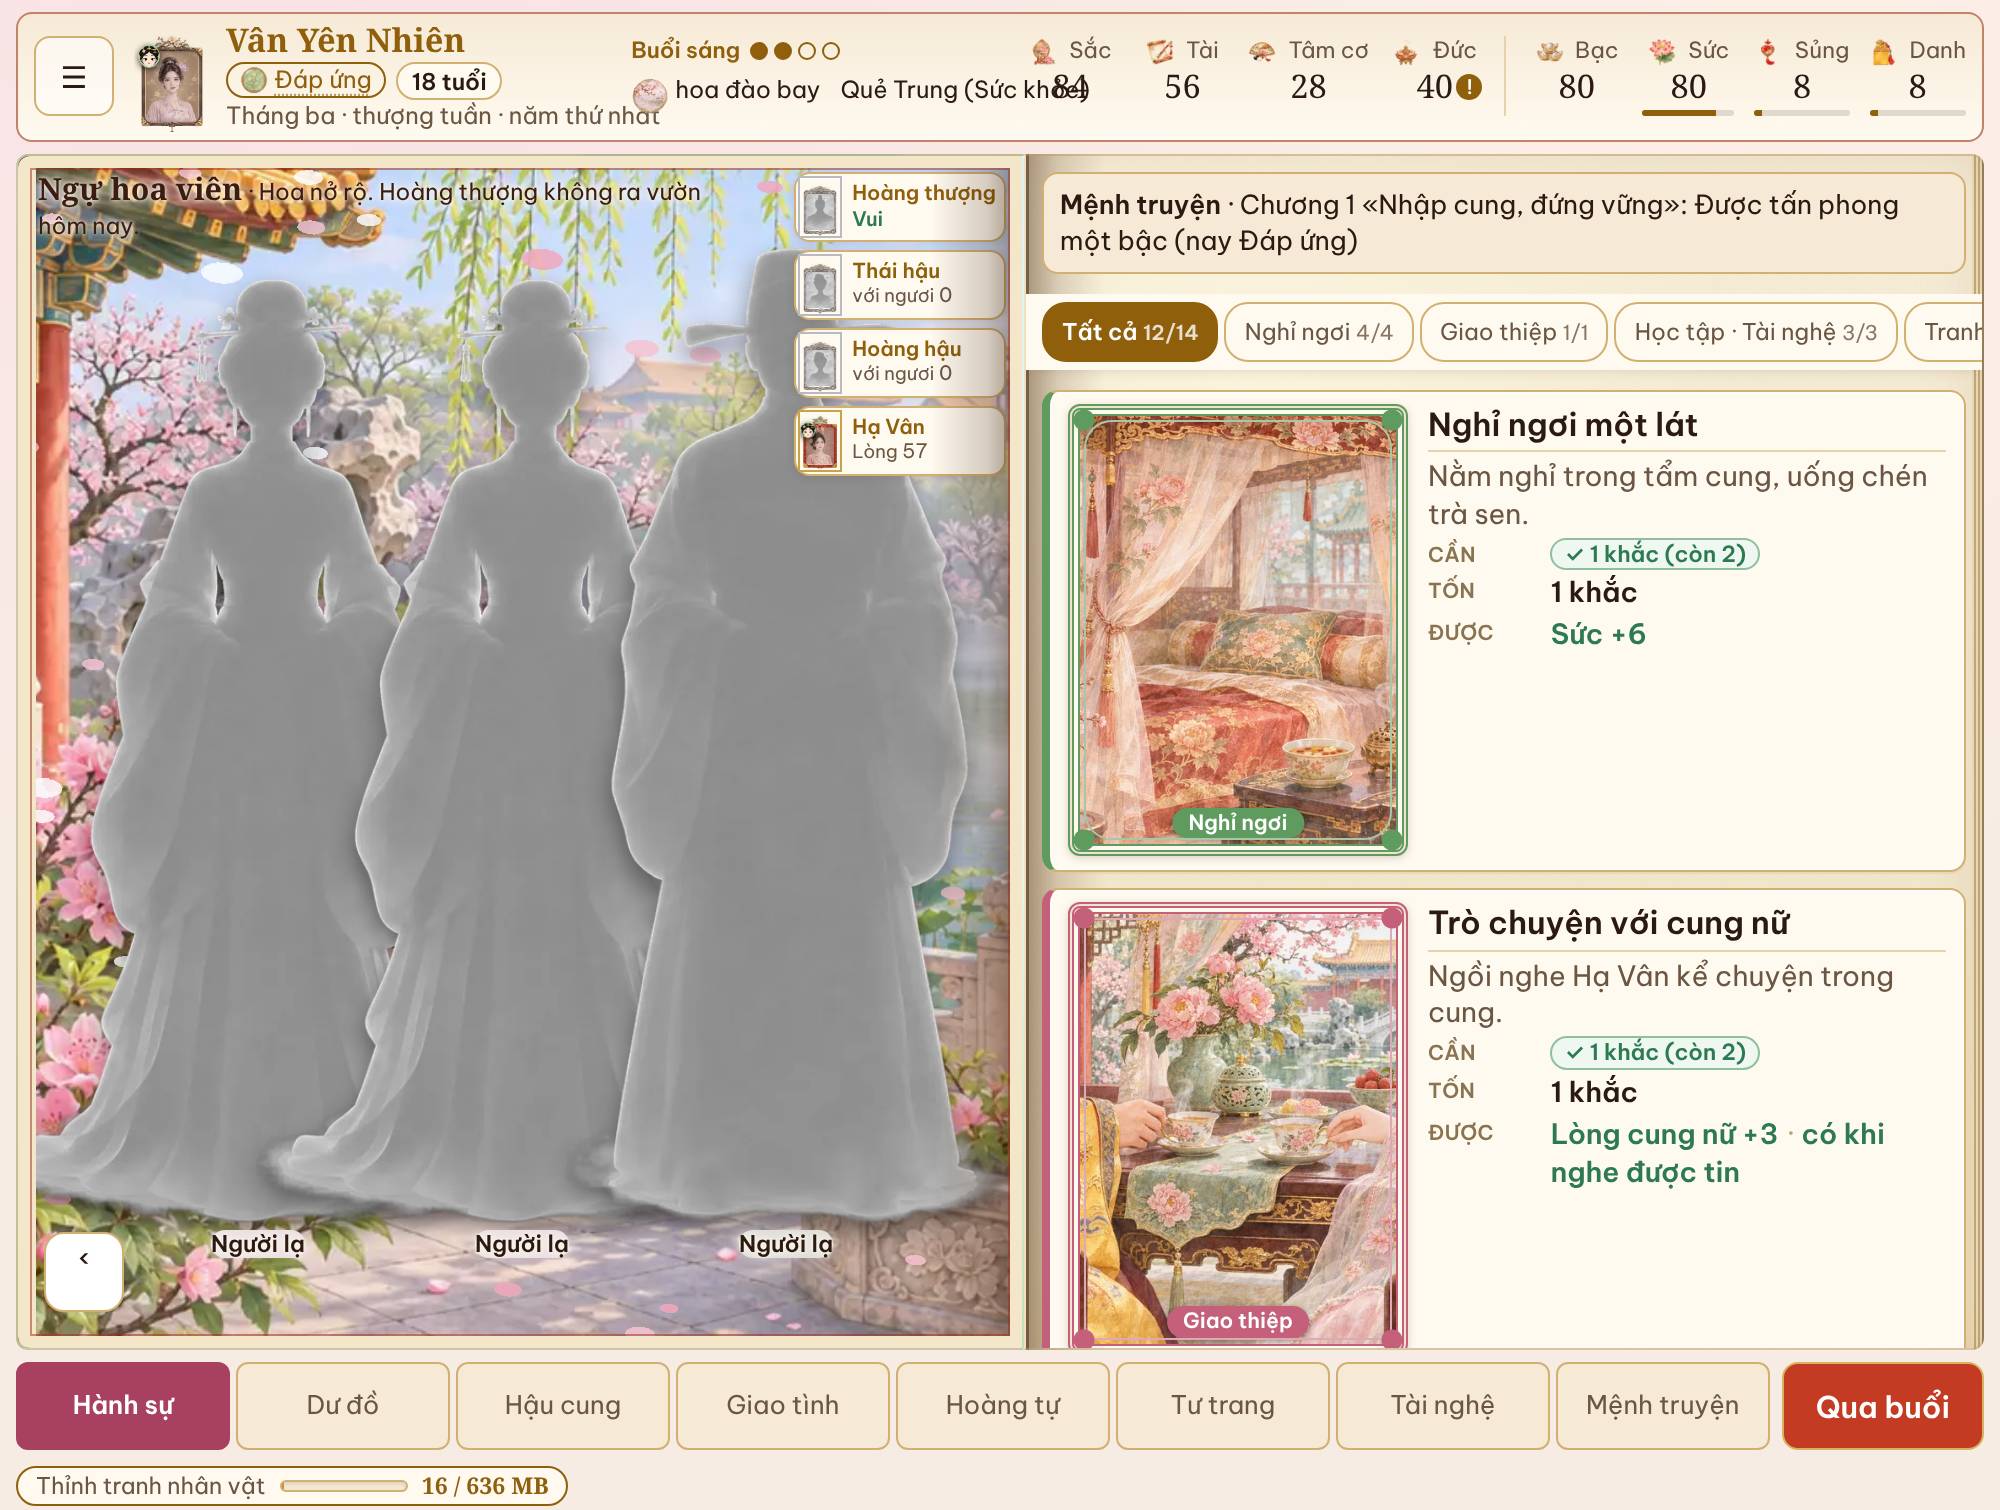 ☰
Vân Yên Nhiên
Đáp ứng 18 tuổi
Tháng ba · thượng tuần · năm thứ nhất
Buổi sáng
hoa đào bay Quẻ Trung (Sức khỏe)
Sắc 84
Tài 56
Tâm cơ 28
Đức 40 !
Bạc 80
Sức 80
Sủng 8
Danh 8
Ngự hoa viên · Hoa nở rộ. Hoàng thượng không ra vườn
hôm nay.
Hoàng thượng
Vui
Thái hậu
với ngươi 0
Hoàng hậu
với ngươi 0
Hạ Vân
Lòng 57
Người lạ
Người lạ
Người lạ
‹
Mệnh truyện · Chương 1 «Nhập cung, đứng vững»: Được tấn phong
một bậc (nay Đáp ứng)
Tất cả 12/14 Nghỉ ngơi 4/4 Giao thiệp 1/1 Học tập · Tài nghệ 3/3 Tranh
Nghỉ ngơi
Nghỉ ngơi một lát
Nằm nghỉ trong tẩm cung, uống chén
trà sen.
CẦN ✓ 1 khắc (còn 2)
TỐN 1 khắc
ĐƯỢC Sức +6
Giao thiệp
Trò chuyện với cung nữ
Ngồi nghe Hạ Vân kể chuyện trong
cung.
CẦN ✓ 1 khắc (còn 2)
TỐN 1 khắc
ĐƯỢC Lòng cung nữ +3 · có khi
nghe được tin
Hành sự Dư đồ Hậu cung Giao tình Hoàng tự Tư trang Tài nghệ Mệnh truyện Qua buổi
Thỉnh tranh nhân vật 16 / 636 MB